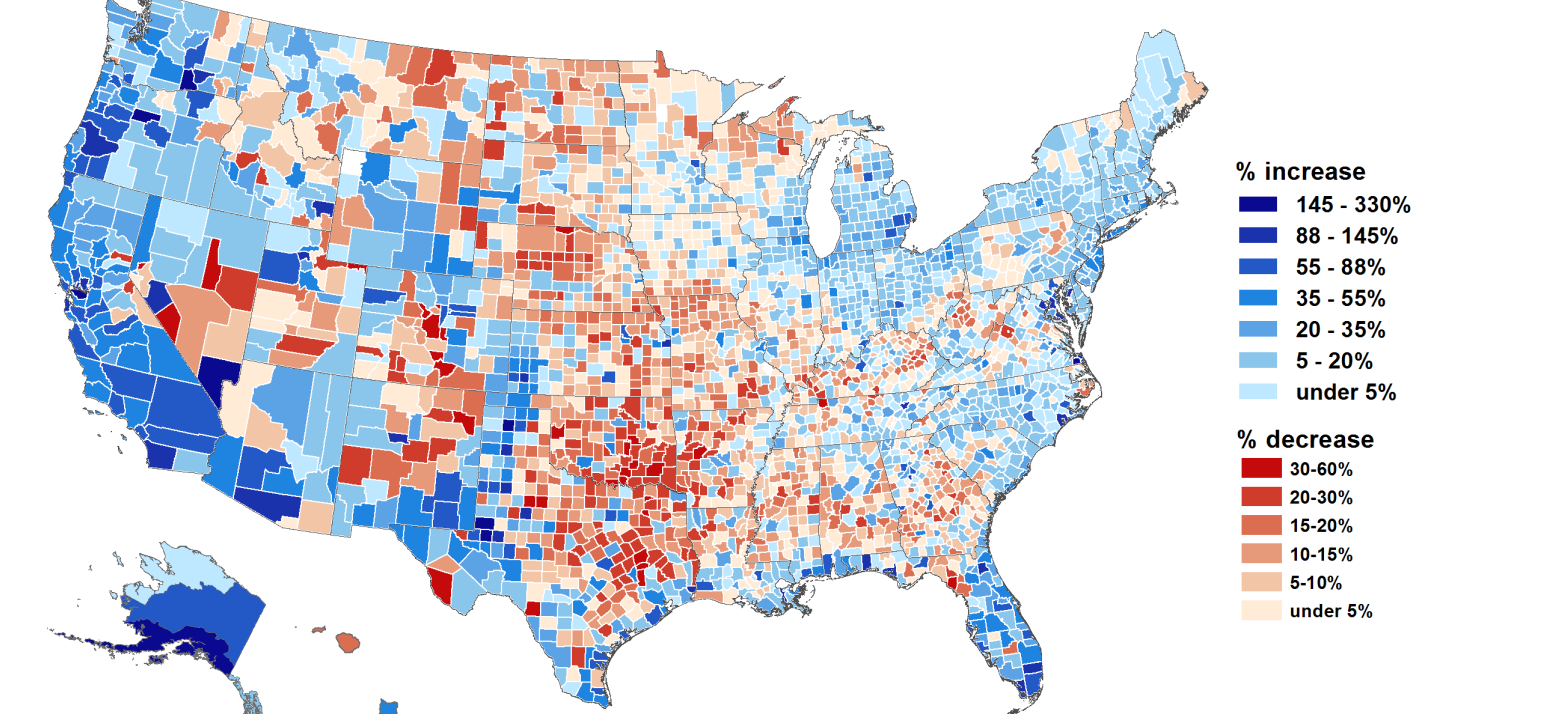 % increase
145 - 330%
88 - 145%
55 - 88%
35 - 55%
20 - 35%
5 - 20%
under 5%
% decrease
30-60%
20-30%
15-20%
10-15%
5-10%
under 5%